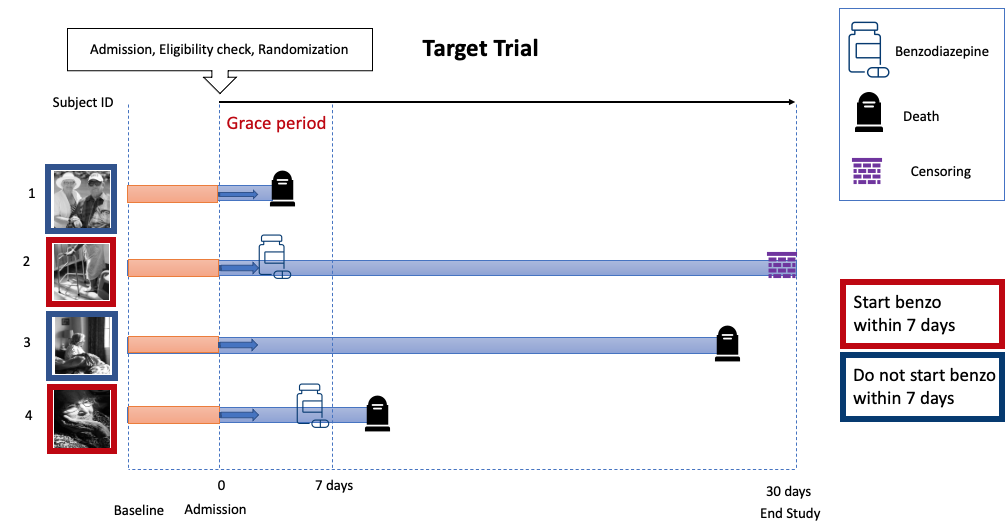 Target Trial
Admission, Eligibility check, Randomization
Subject ID
Grace period
1
2
3
4
0
7 days
30 days
Baseline
Admission
End Study
Benzodiazepine
Death
Censoring
Start benzo
within 7 days
Do not start benzo
within 7 days